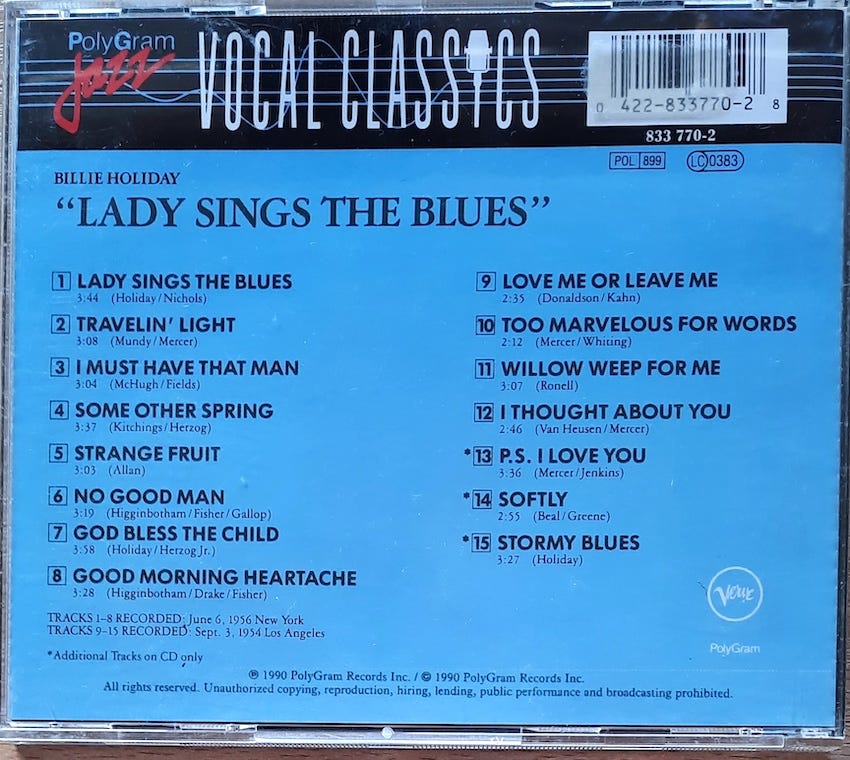 PolyGram
Jazz
VOCAL CLASSICS
0 422-833770-2 8
833 770-2
POL 899 LC 0383
BILLIE HOLIDAY
“LADY SINGS THE BLUES”
1 LADY SINGS THE BLUES
3:44 (Holiday/Nichols)
2 TRAVELIN’ LIGHT
3:08 (Mundy/Mercer)
3 I MUST HAVE THAT MAN
3:04 (McHugh/Fields)
4 SOME OTHER SPRING
3:37 (Kitchings/Herzog)
5 STRANGE FRUIT
3:03 (Allan)
6 NO GOOD MAN
3:19 (Higginbotham/Fisher/Gallop)
7 GOD BLESS THE CHILD
3:58 (Holiday/Herzog Jr.)
8 GOOD MORNING HEARTACHE
3:28 (Higginbotham/Drake/Fisher)
9 LOVE ME OR LEAVE ME
2:35 (Donaldson/Kahn)
10 TOO MARVELOUS FOR WORDS
2:12 (Mercer/Whiting)
11 WILLOW WEEP FOR ME
3:07 (Ronell)
12 I THOUGHT ABOUT YOU
2:46 (Van Heusen/Mercer)
*13 P.S. I LOVE YOU
3:36 (Mercer/Jenkins)
*14 SOFTLY
2:55 (Beal/Greene)
*15 STORMY BLUES
3:27 (Holiday)
TRACKS 1–8 RECORDED: June 6, 1956 New York
TRACKS 9–15 RECORDED: Sept. 3, 1954 Los Angeles
*Additional Tracks on CD only
Verve
PolyGram
℗ 1990 PolyGram Records Inc. / © 1990 PolyGram Records Inc.
All rights reserved. Unauthorized copying, reproduction, hiring, lending, public performance and broadcasting prohibited.